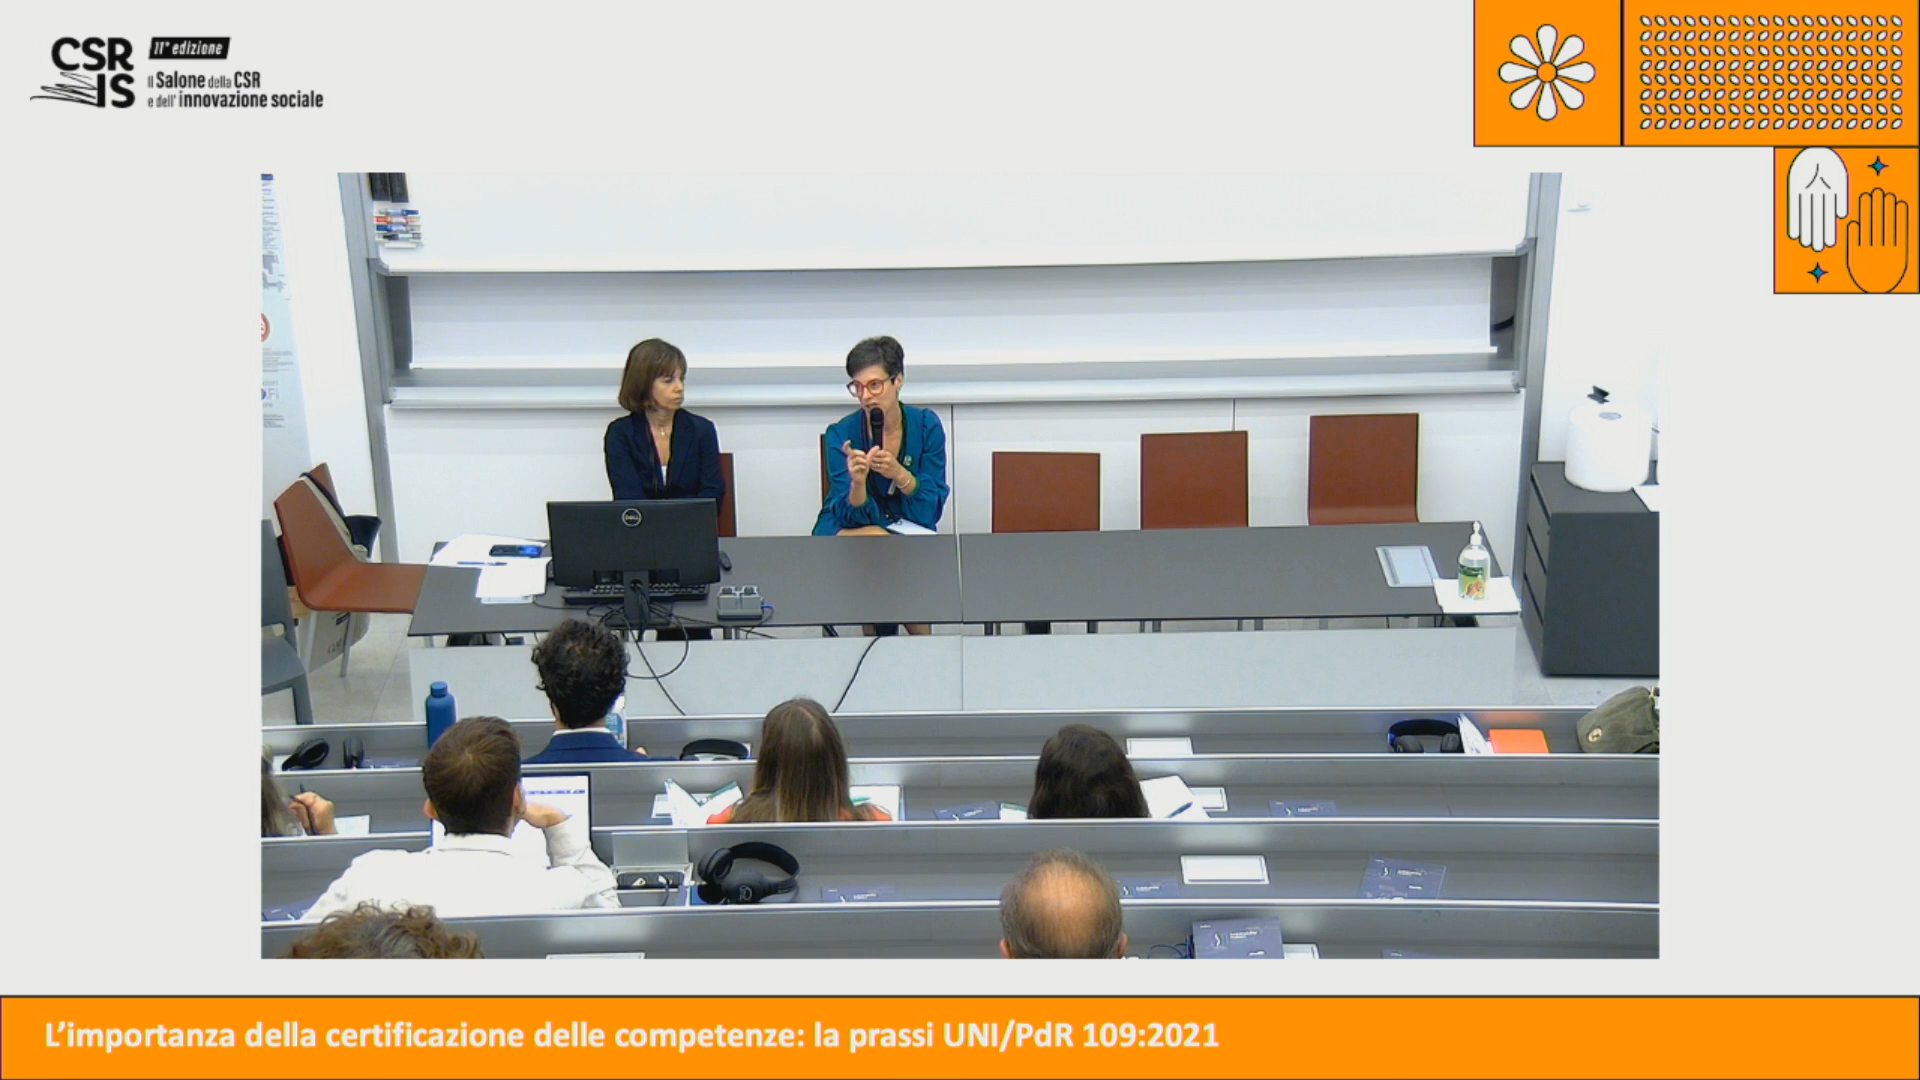 CSR
IS
11° edizione
Il Salone della CSR
e dell'innovazione sociale
DELL
L'importanza della certificazione delle competenze: la prassi UNI/PdR 109:2021